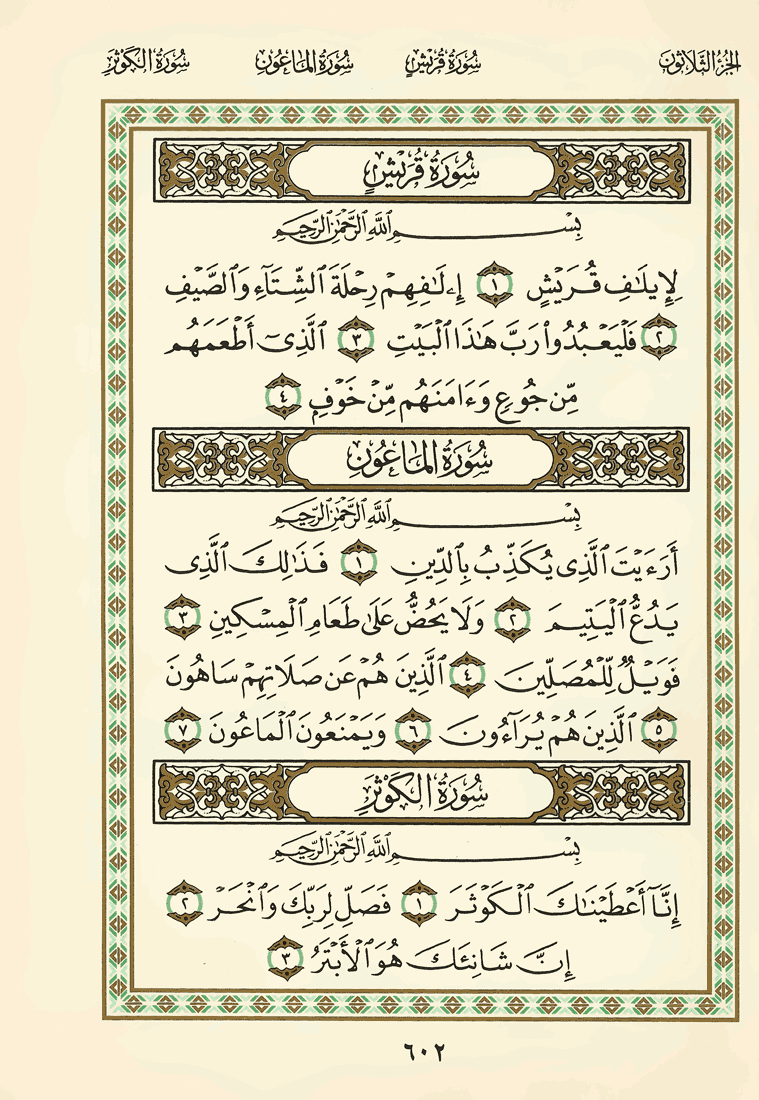 الجزء الثلاثون سُورَةُ قُرَيْشٍ سُورَةُ المَاعُونِ سُورَةُ الكَوْثَرِ
سُورَةُ قُرَيْشٍ
بِسْمِ ٱللَّهِ ٱلرَّحْمَٰنِ ٱلرَّحِيمِ
لِإِيلَٰفِ قُرَيْشٍ ١ إِۦلَٰفِهِمْ رِحْلَةَ ٱلشِّتَآءِ وَٱلصَّيْفِ
٢ فَلْيَعْبُدُوا۟ رَبَّ هَٰذَا ٱلْبَيْتِ ٣ ٱلَّذِىٓ أَطْعَمَهُم
مِّن جُوعٍ وَءَامَنَهُم مِّنْ خَوْفٍۭ ٤
سُورَةُ المَاعُونِ
بِسْمِ ٱللَّهِ ٱلرَّحْمَٰنِ ٱلرَّحِيمِ
أَرَءَيْتَ ٱلَّذِى يُكَذِّبُ بِٱلدِّينِ ١ فَذَٰلِكَ ٱلَّذِى
يَدُعُّ ٱلْيَتِيمَ ٢ وَلَا يَحُضُّ عَلَىٰ طَعَامِ ٱلْمِسْكِينِ ٣
فَوَيْلٌ لِّلْمُصَلِّينَ ٤ ٱلَّذِينَ هُمْ عَن صَلَاتِهِمْ سَاهُونَ
٥ ٱلَّذِينَ هُمْ يُرَآءُونَ ٦ وَيَمْنَعُونَ ٱلْمَاعُونَ ٧
سُورَةُ الكَوْثَرِ
بِسْمِ ٱللَّهِ ٱلرَّحْمَٰنِ ٱلرَّحِيمِ
إِنَّآ أَعْطَيْنَٰكَ ٱلْكَوْثَرَ ١ فَصَلِّ لِرَبِّكَ وَٱنْحَرْ ٢
إِنَّ شَانِئَكَ هُوَ ٱلْأَبْتَرُ ٣
٦٠٢